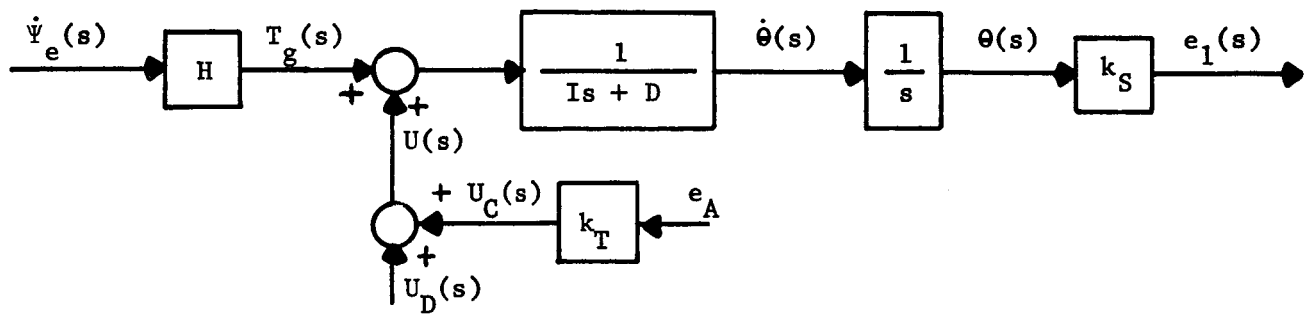 Ψ̇e(s)
H
Tg(s)
+
+
U(s)
1
Is + D
θ̇(s)
1
s
θ(s)
kS
e1(s)
+
UC(s)
kT
eA
+
UD(s)